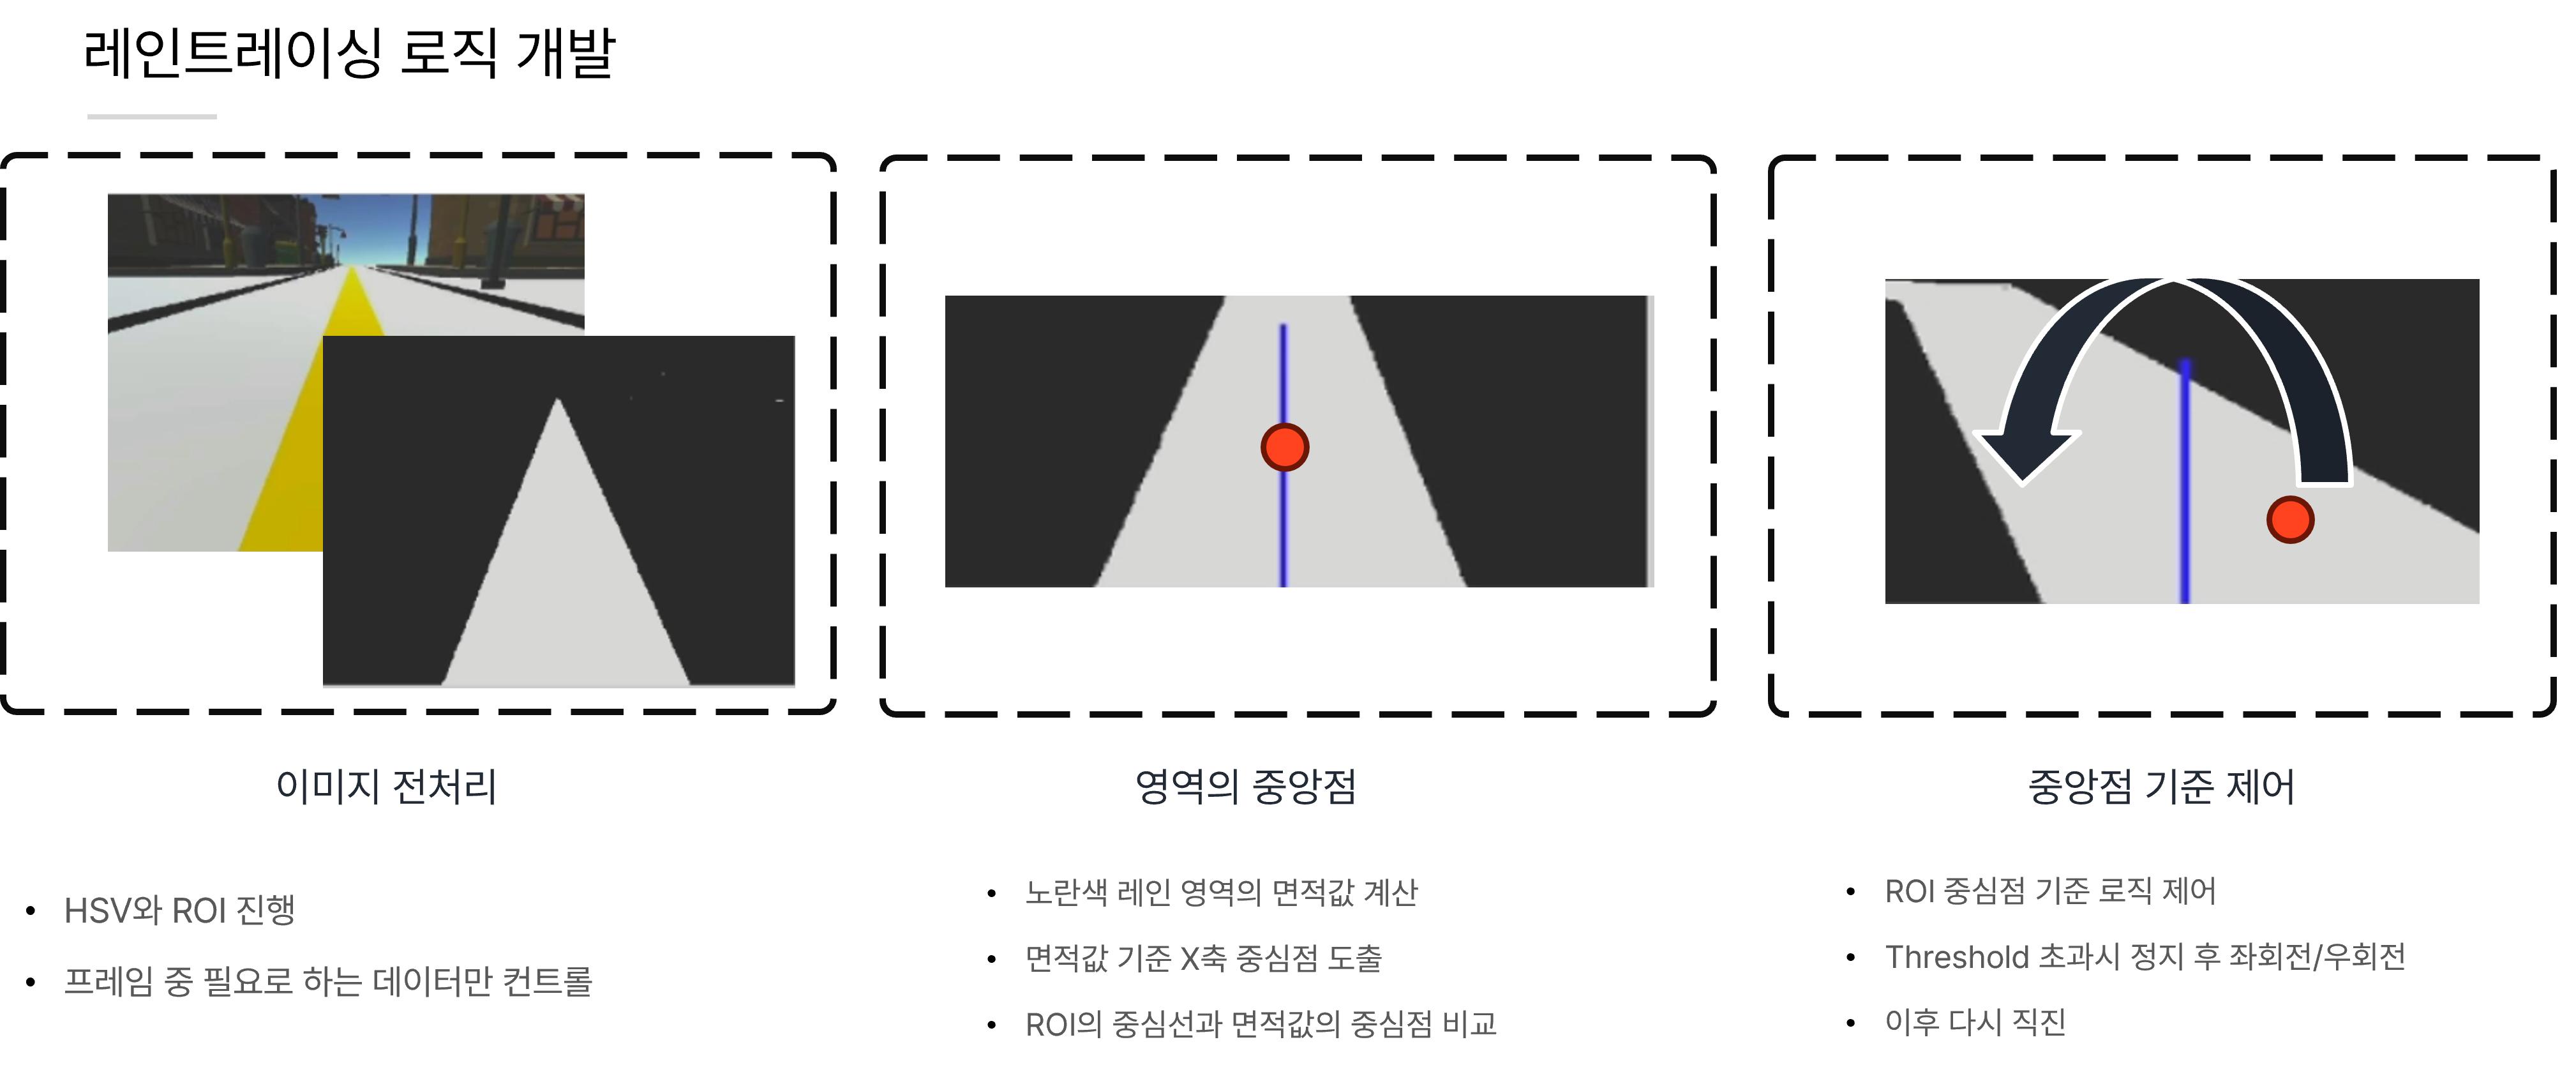 레인트레이싱 로직 개발
이미지 전처리
• HSV와 ROI 진행
• 프레임 중 필요로 하는 데이터만 컨트롤
영역의 중앙점
• 노란색 레인 영역의 면적값 계산
• 면적값 기준 X축 중심점 도출
• ROI의 중심선과 면적값의 중심점 비교
중앙점 기준 제어
• ROI 중심점 기준 로직 제어
• Threshold 초과시 정지 후 좌회전/우회전
• 이후 다시 직진